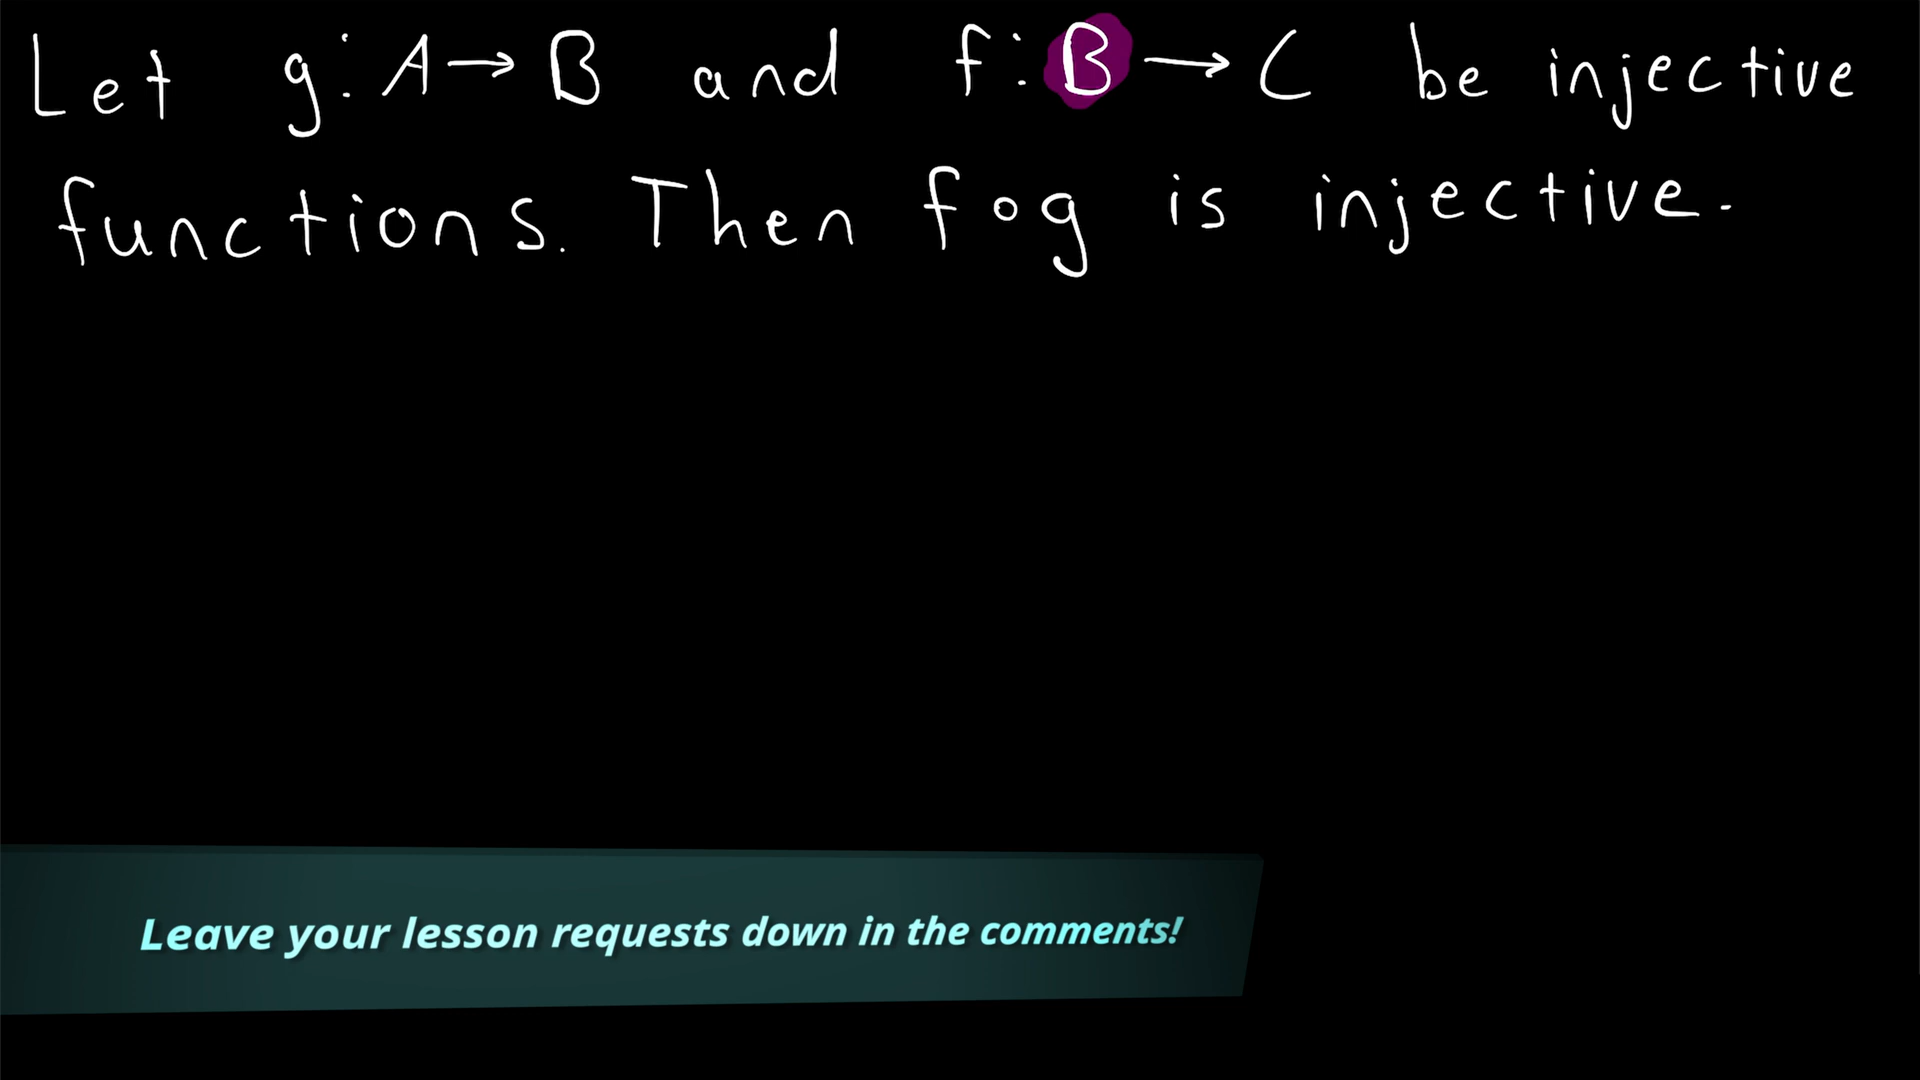 Let g: A→B and f: B→C be injective
functions. Then f∘g is injective.
Leave your lesson requests down in the comments!